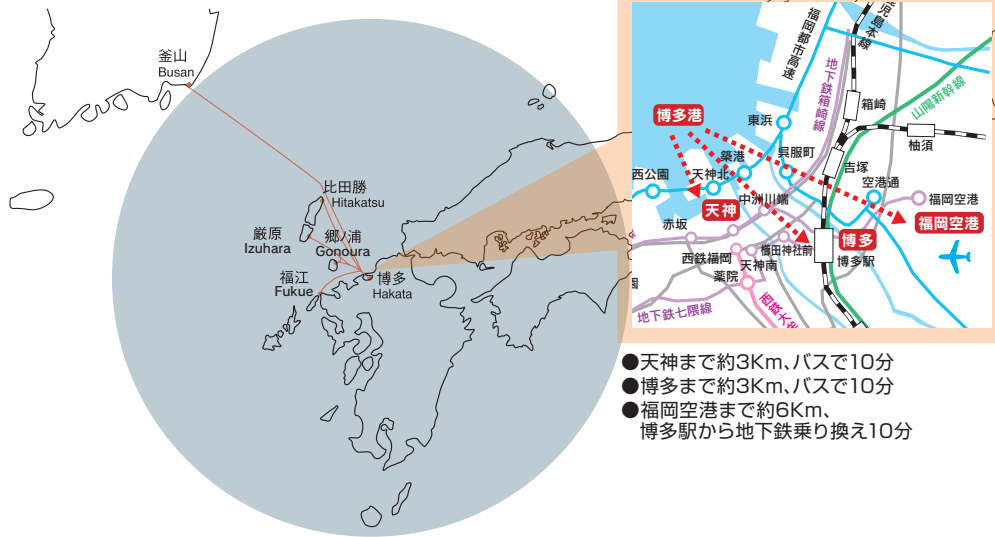 釜山
Busan
比田勝
Hitakatsu
厳原
Izuhara
郷ノ浦
Gonoura
福江
Fukue
博多
Hakata
鹿児島本線
福岡都市高速
地下鉄箱崎線
山陽新幹線
箱崎
柚須
東浜
博多港
呉服町
吉塚
築港
西公園
天神北
空港通
福岡空港
天神
中洲川端
福岡空港
赤坂
博多
櫛田神社前
博多駅
西鉄福岡
天神南
薬院
園
地下鉄七隈線
西鉄大
●天神まで約3Km、バスで10分
●博多まで約3Km、バスで10分
●福岡空港まで約6Km、
博多駅から地下鉄乗り換え10分